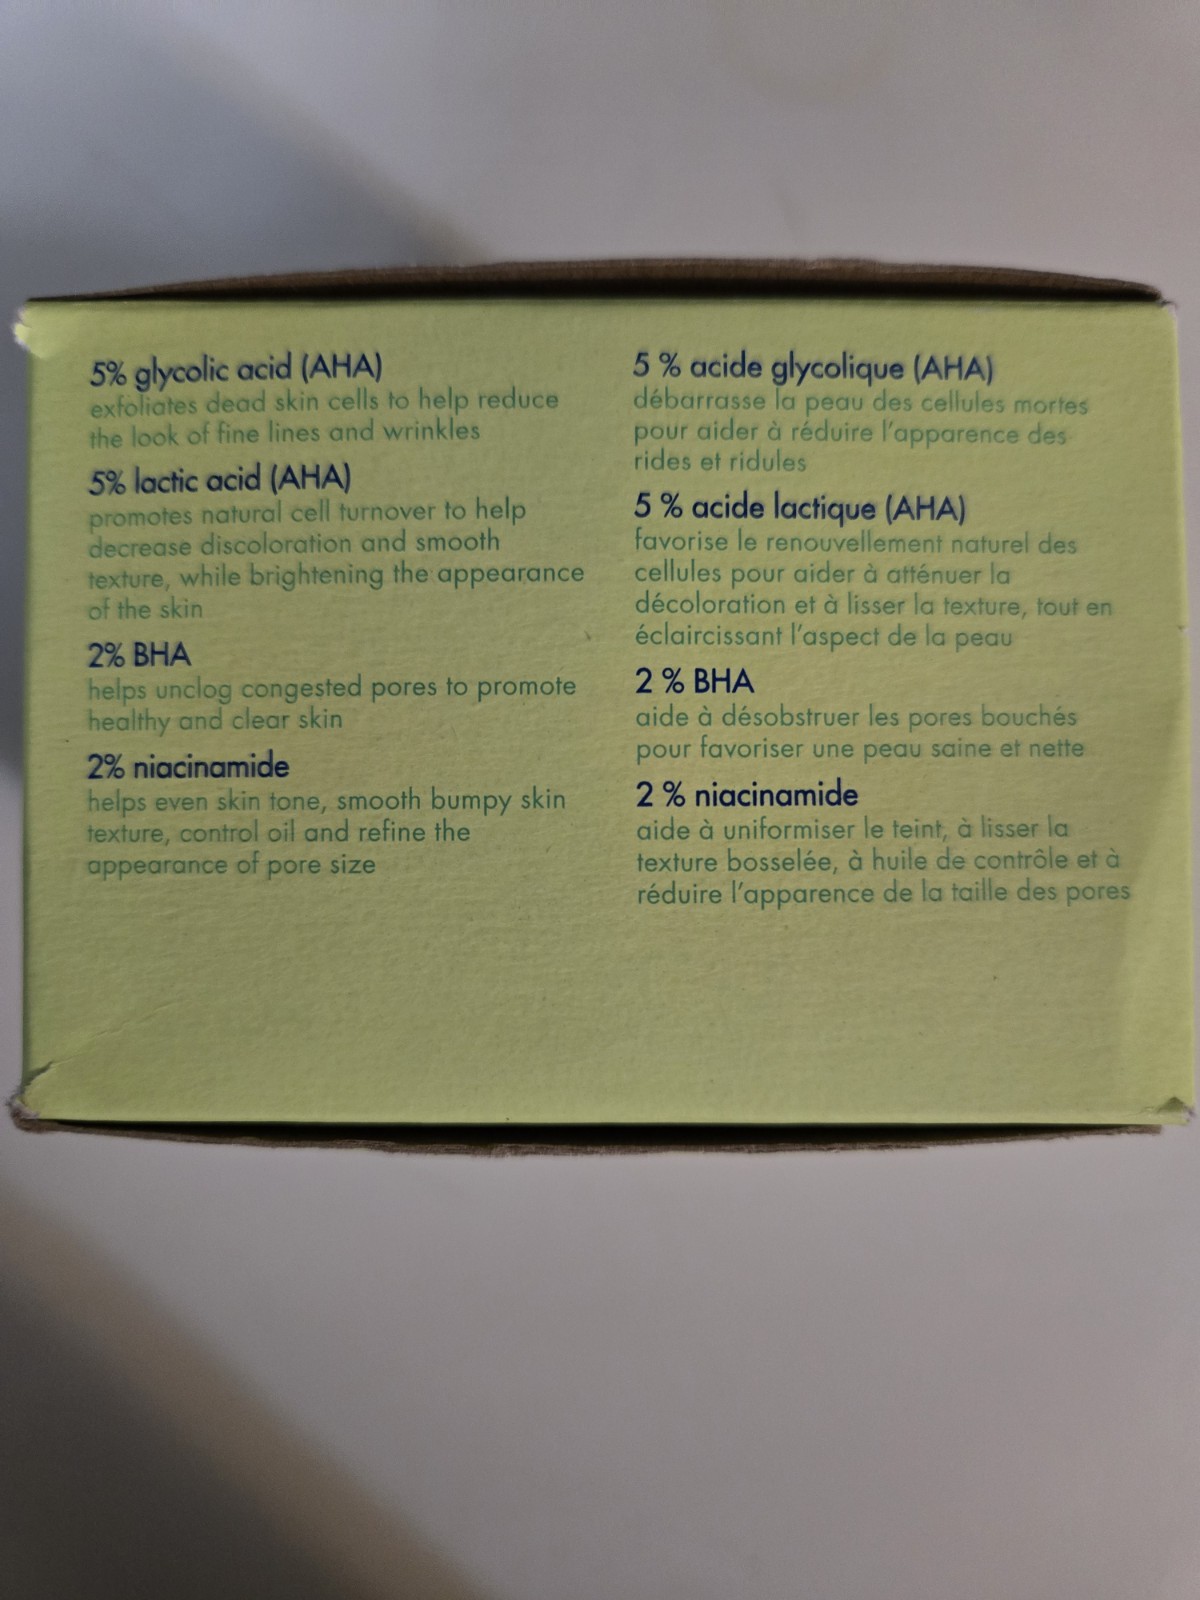 5% glycolic acid (AHA)
exfoliates dead skin cells to help reduce
the look of fine lines and wrinkles
5% lactic acid (AHA)
promotes natural cell turnover to help
decrease discoloration and smooth
texture, while brightening the appearance
of the skin
2% BHA
helps unclog congested pores to promote
healthy and clear skin
2% niacinamide
helps even skin tone, smooth bumpy skin
texture, control oil and refine the
appearance of pore size
5 % acide glycolique (AHA)
débarrasse la peau des cellules mortes
pour aider à réduire l'apparence des
rides et ridules
5 % acide lactique (AHA)
favorise le renouvellement naturel des
cellules pour aider à atténuer la
décoloration et à lisser la texture, tout en
éclaircissant l'aspect de la peau
2 % BHA
aide à désobstruer les pores bouchés
pour favoriser une peau saine et nette
2 % niacinamide
aide à uniformiser le teint, à lisser la
texture bosselée, à huile de contrôle et à
réduire l'apparence de la taille des pores